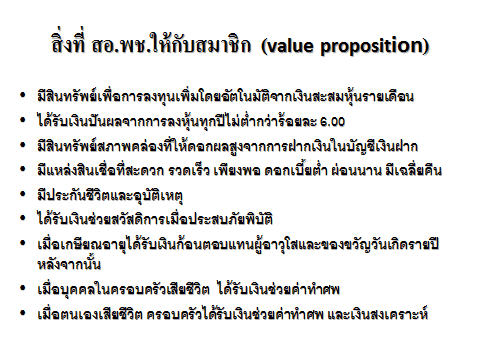 สิ่งที่ สอ.พช.ให้กับสมาชิก (value proposition)
• มีสินทรัพย์เพื่อการลงทุนเพิ่มโดยอัตโนมัติจากเงินสะสมหุ้นรายเดือน
• ได้รับเงินปันผลจากการลงหุ้นทุกปีไม่ต่ำกว่าร้อยละ 6.00
• มีสินทรัพย์สภาพคล่องที่ให้ดอกผลสูงจากการฝากเงินในบัญชีเงินฝาก
• มีแหล่งสินเชื่อที่สะดวก รวดเร็ว เพียงพอ ดอกเบี้ยต่ำ ผ่อนนาน มีเฉลี่ยคืน
• มีประกันชีวิตและอุบัติเหตุ
• ได้รับเงินช่วยสวัสดิการเมื่อประสบภัยพิบัติ
• เมื่อเกษียณอายุได้รับเงินก้อนตอบแทนผู้อาวุโสและของขวัญวันเกิดรายปี
หลังจากนั้น
• เมื่อบุคคลในครอบครัวเสียชีวิต ได้รับเงินช่วยค่าทำศพ
• เมื่อตนเองเสียชีวิต ครอบครัวได้รับเงินช่วยค่าทำศพ และเงินสงเคราะห์